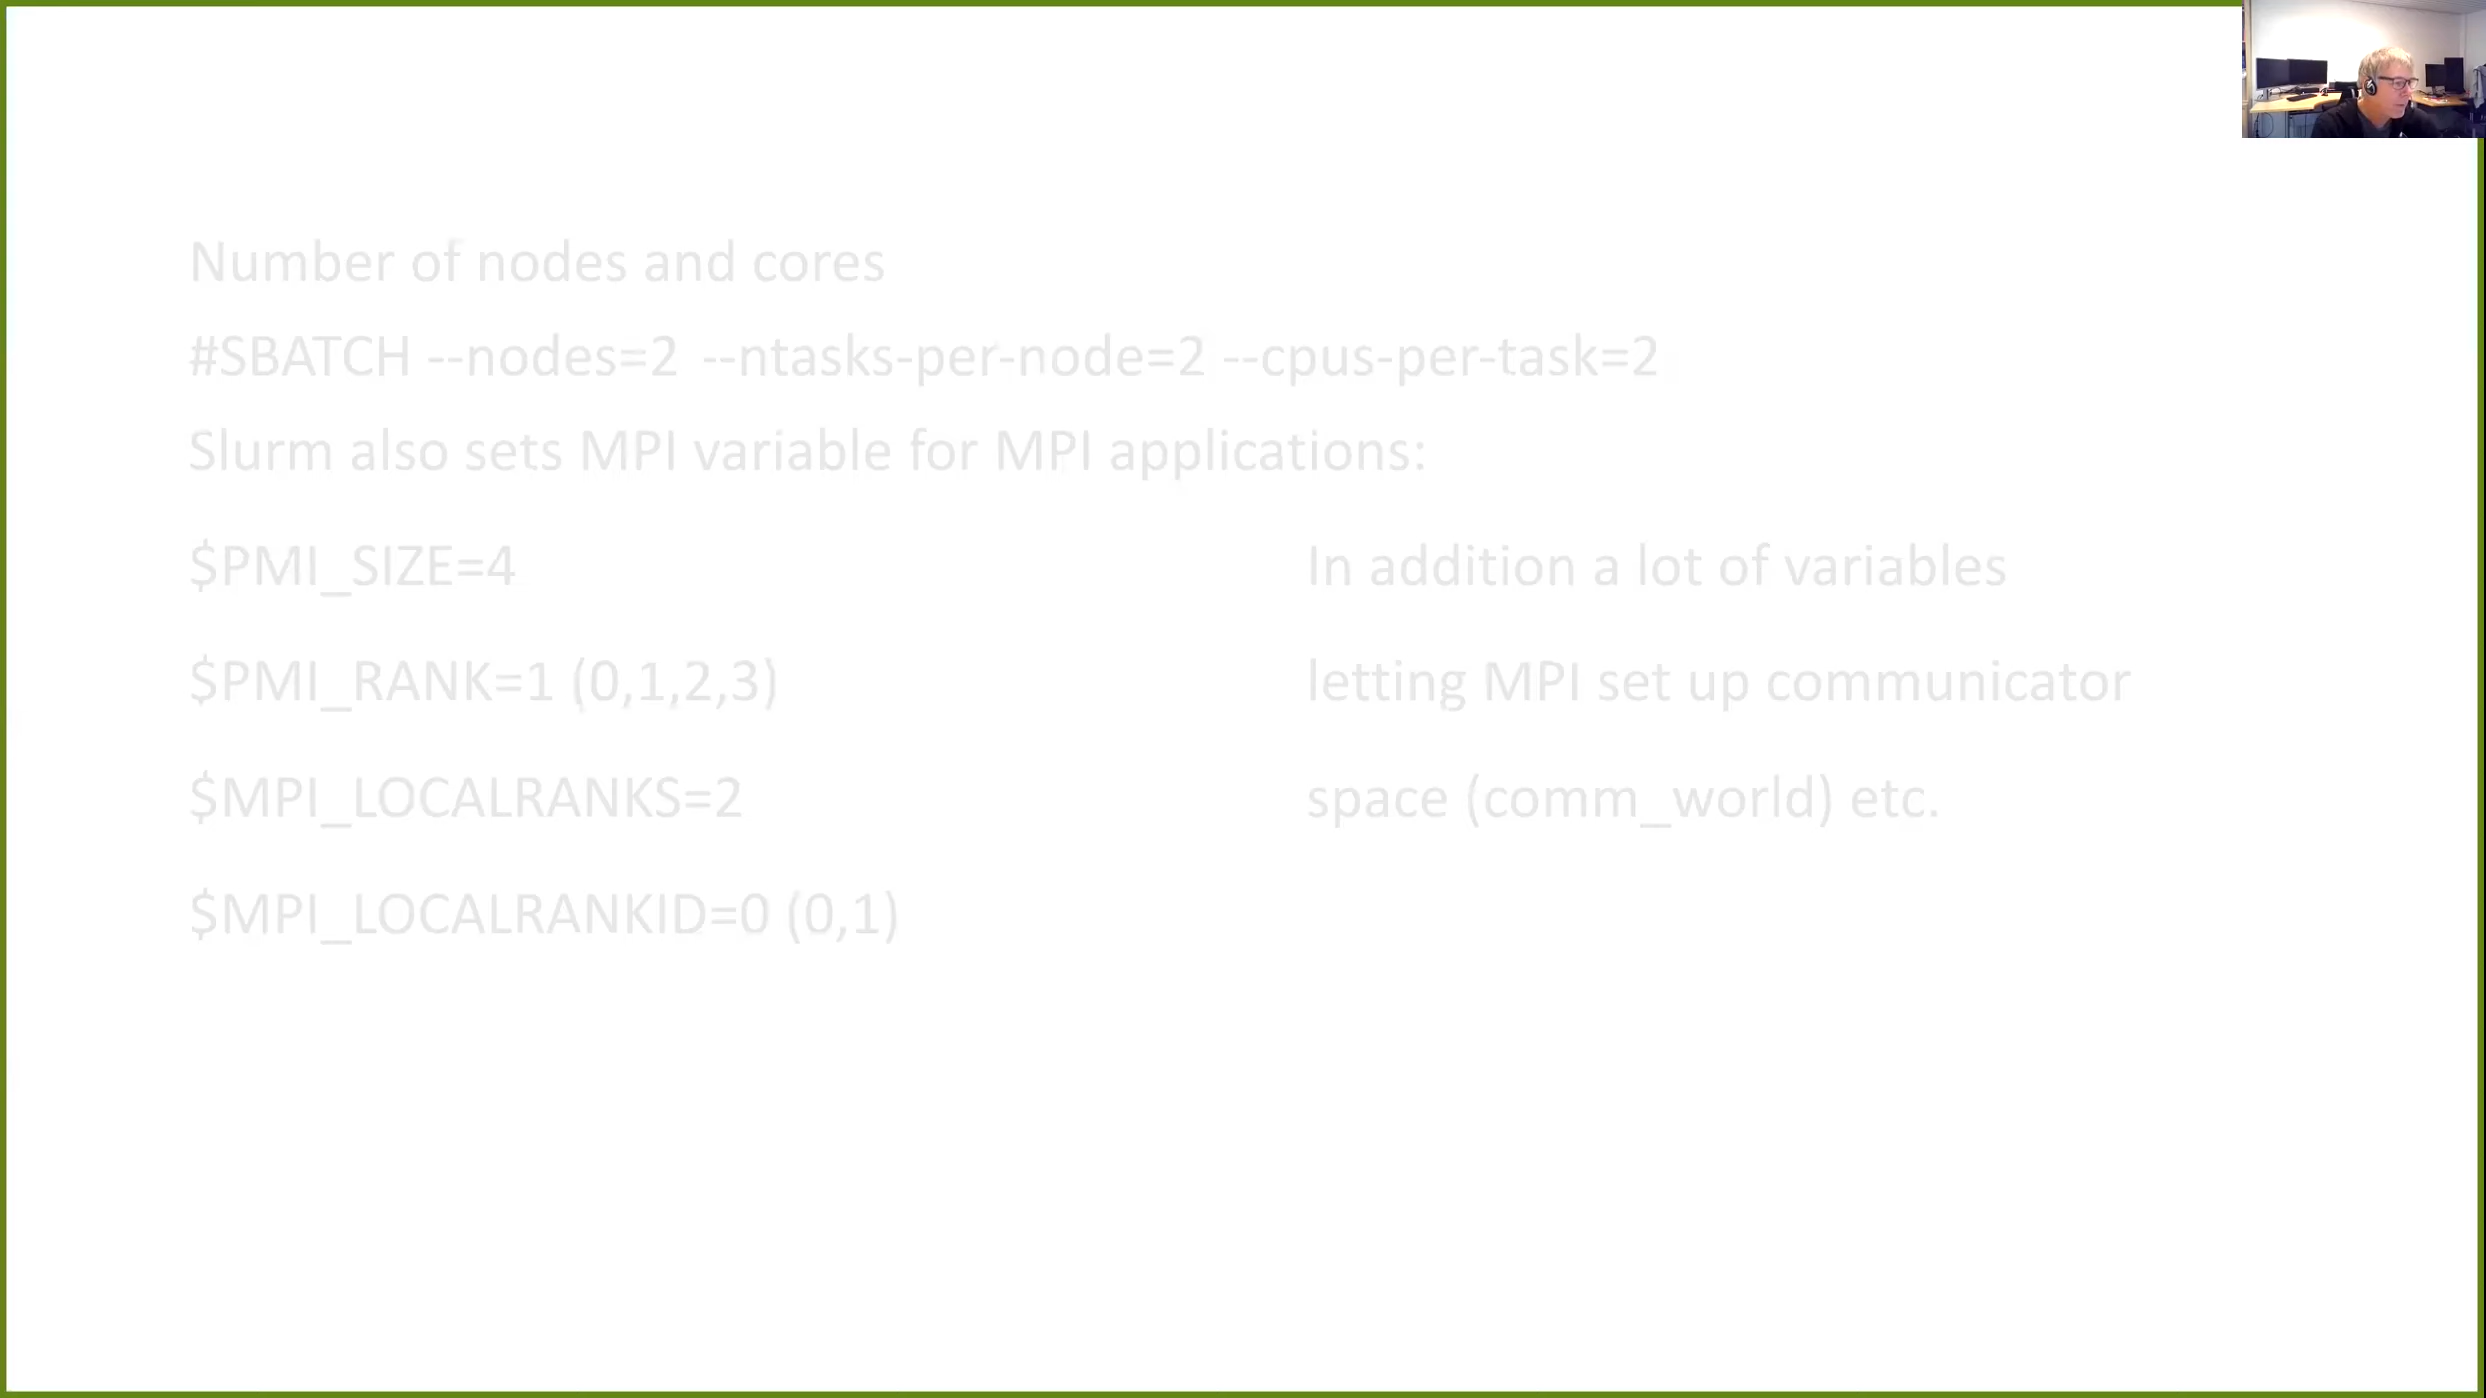 Number of nodes and cores
#SBATCH --nodes=2 --ntasks-per-node=2 --cpus-per-task=2
Slurm also sets MPI variable for MPI applications:
$PMI_SIZE=4
$PMI_RANK=1 (0,1,2,3)
$MPI_LOCALRANKS=2
$MPI_LOCALRANKID=0 (0,1)
In addition a lot of variables
letting MPI set up communicator
space (comm_world) etc.